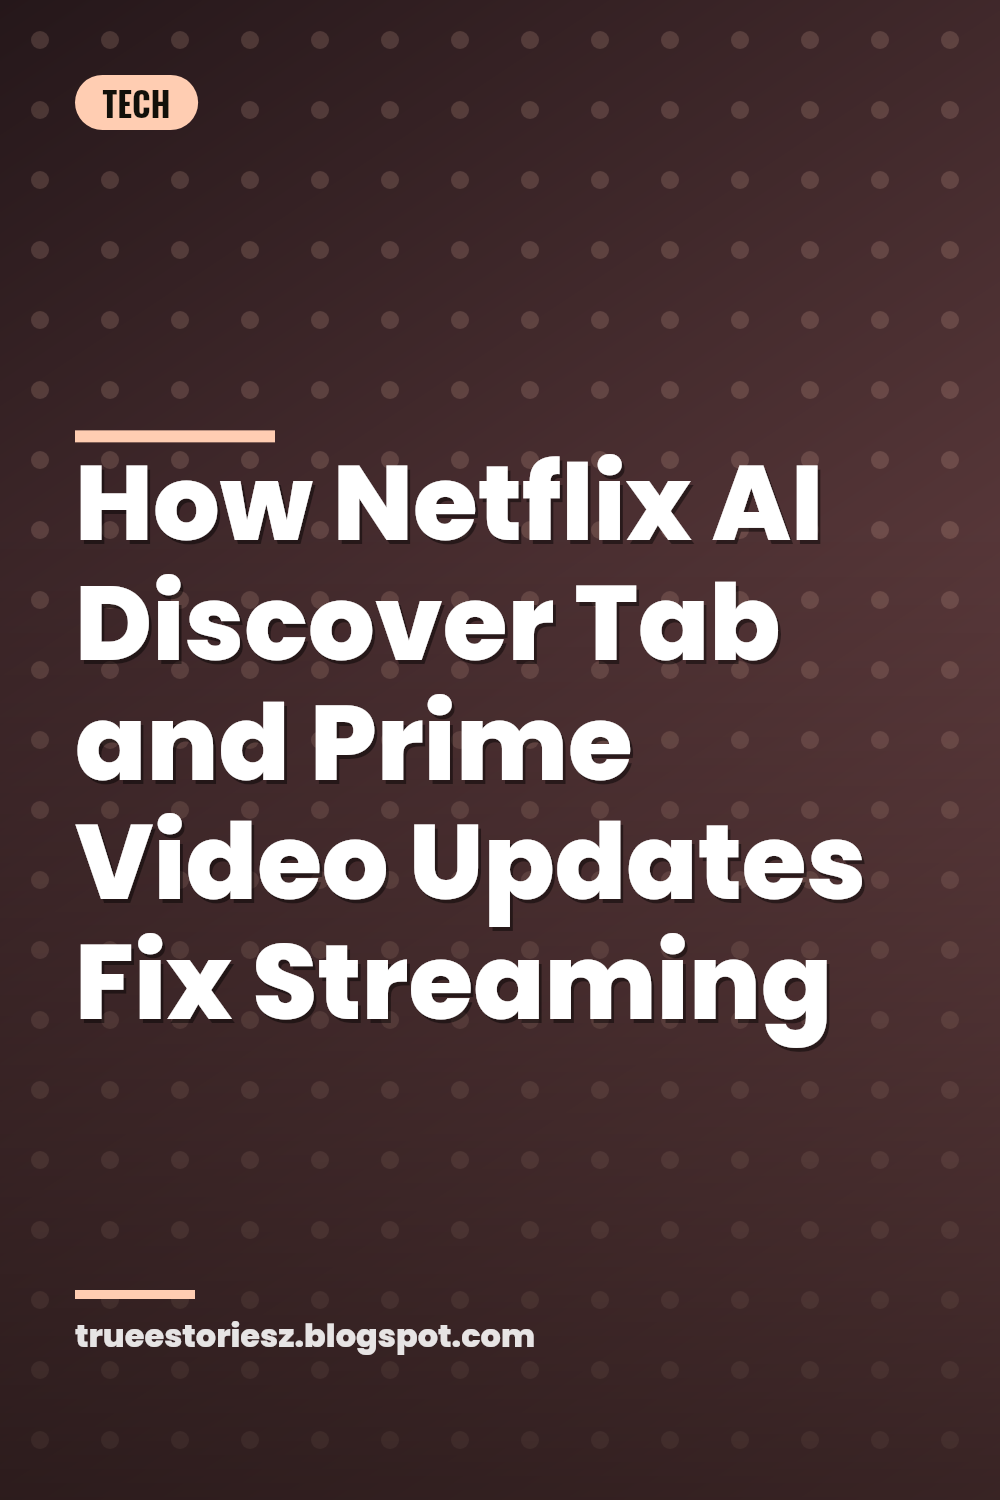 TECH
How Netflix AI
Discover Tab
and Prime
Video Updates
Fix Streaming
trueestoriesz.blogspot.com